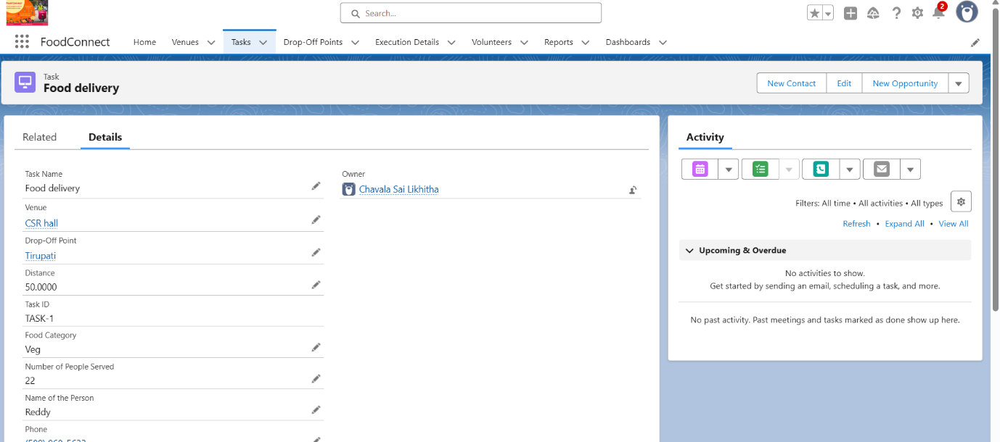 Search...
2
FoodConnect Home Venues Tasks Drop-Off Points Execution Details Volunteers Reports Dashboards
Task
Food delivery
New Contact Edit New Opportunity
Related Details
Task Name
Food delivery
Owner
Chavala Sai Likhitha
Venue
CSR hall
Drop-Off Point
Tirupati
Distance
50.0000
Task ID
TASK-1
Food Category
Veg
Number of People Served
22
Name of the Person
Reddy
Phone
Activity
Filters: All time • All activities • All types
Refresh • Expand All • View All
Upcoming & Overdue
No activities to show.
Get started by sending an email, scheduling a task, and more.
No past activity. Past meetings and tasks marked as done show up here.